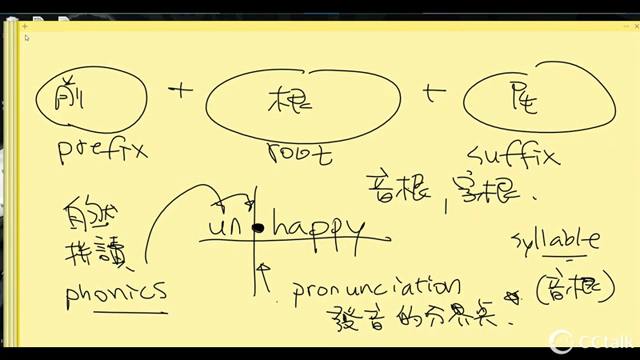 前 + 根 + 尾
prefix root suffix
音根, 字根.
自然 un·happy syllable
拼讀 (音根)
phonics pronunciation
發音的分界点.
CCtalk